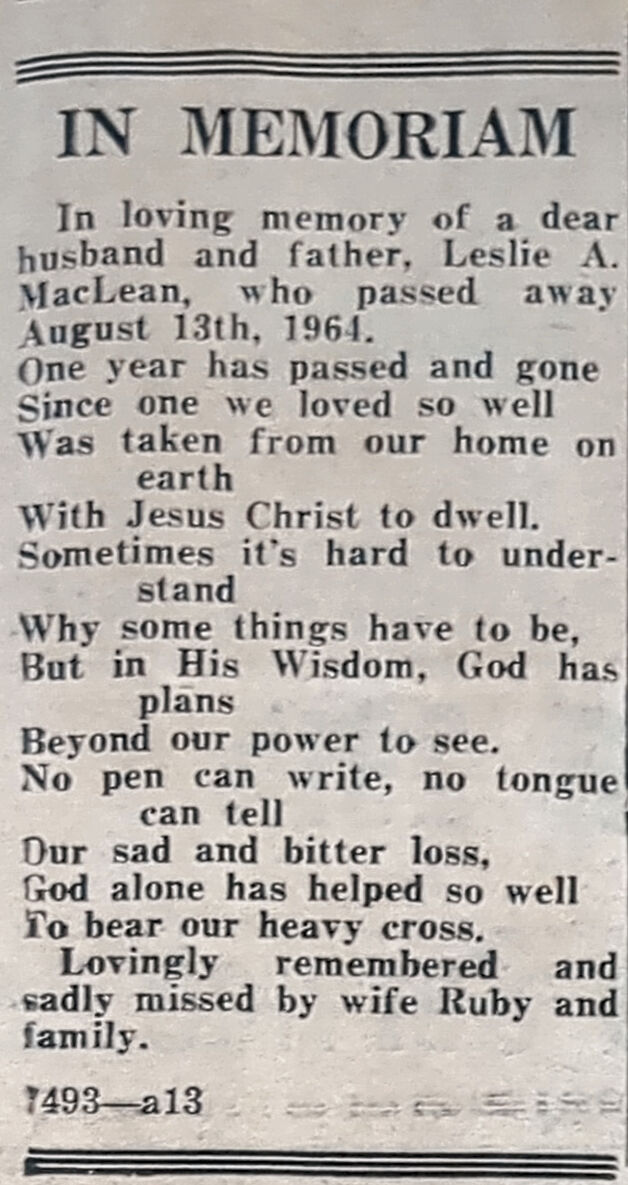 IN MEMORIAM
In loving memory of a dear
husband and father, Leslie A.
MacLean, who passed away
August 13th, 1964.
One year has passed and gone
Since one we loved so well
Was taken from our home on
earth
With Jesus Christ to dwell.
Sometimes it's hard to under-
stand
Why some things have to be,
But in His Wisdom, God has
plans
Beyond our power to see.
No pen can write, no tongue
can tell
Our sad and bitter loss,
God alone has helped so well
To bear our heavy cross.
Lovingly remembered and
sadly missed by wife Ruby and
family.
7493—a13